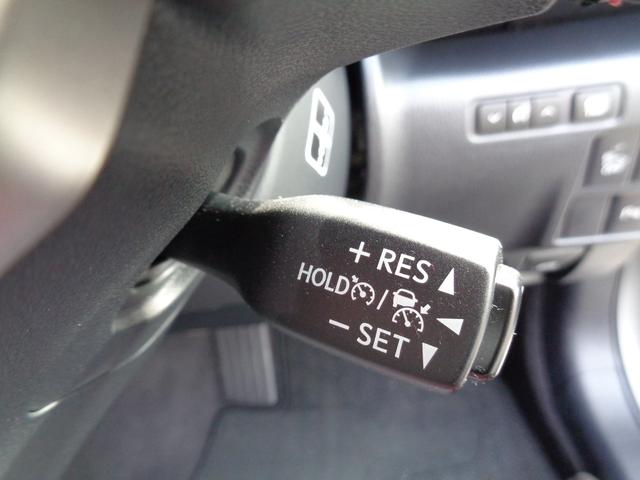 + RES ▲
HOLD / ◀
− SET ▼